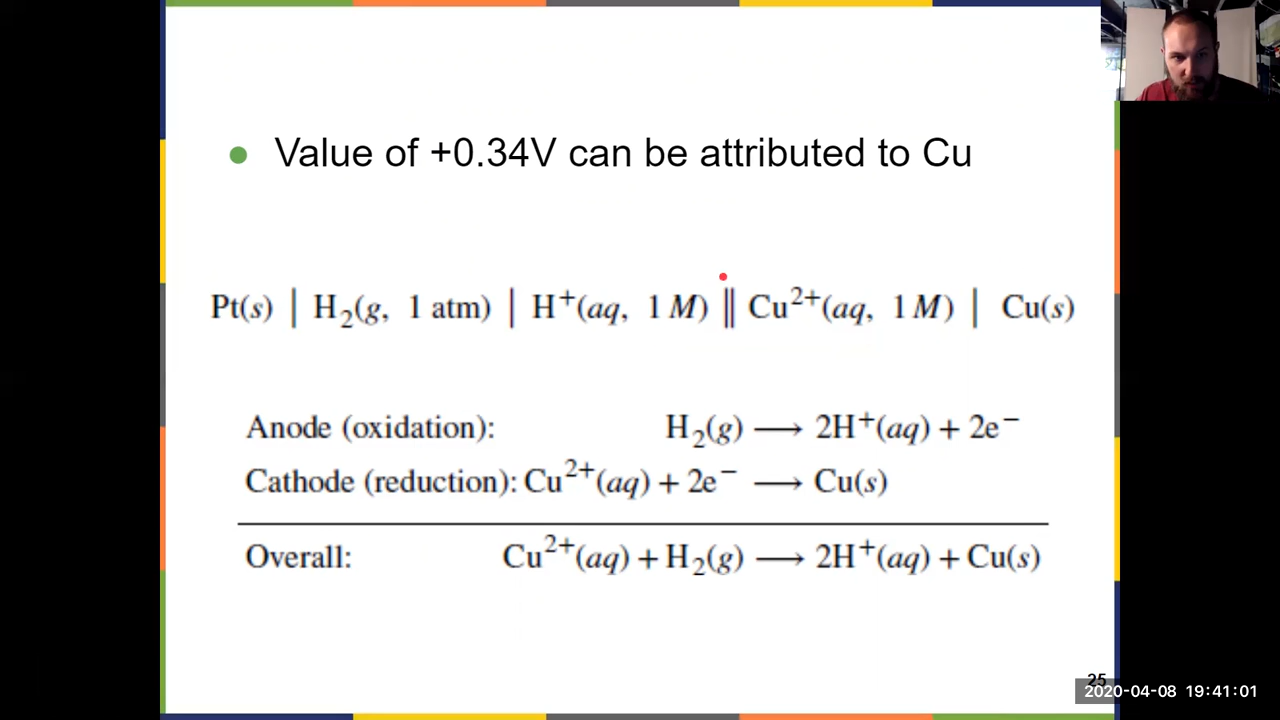 ● Value of +0.34V can be attributed to Cu
Pt(s) | H₂(g, 1 atm) | H⁺(aq, 1 M) || Cu²⁺(aq, 1 M) | Cu(s)
Anode (oxidation): H₂(g) ⟶ 2H⁺(aq) + 2e⁻
Cathode (reduction): Cu²⁺(aq) + 2e⁻ ⟶ Cu(s)
Overall: Cu²⁺(aq) + H₂(g) ⟶ 2H⁺(aq) + Cu(s)
25
2020-04-08 19:41:01